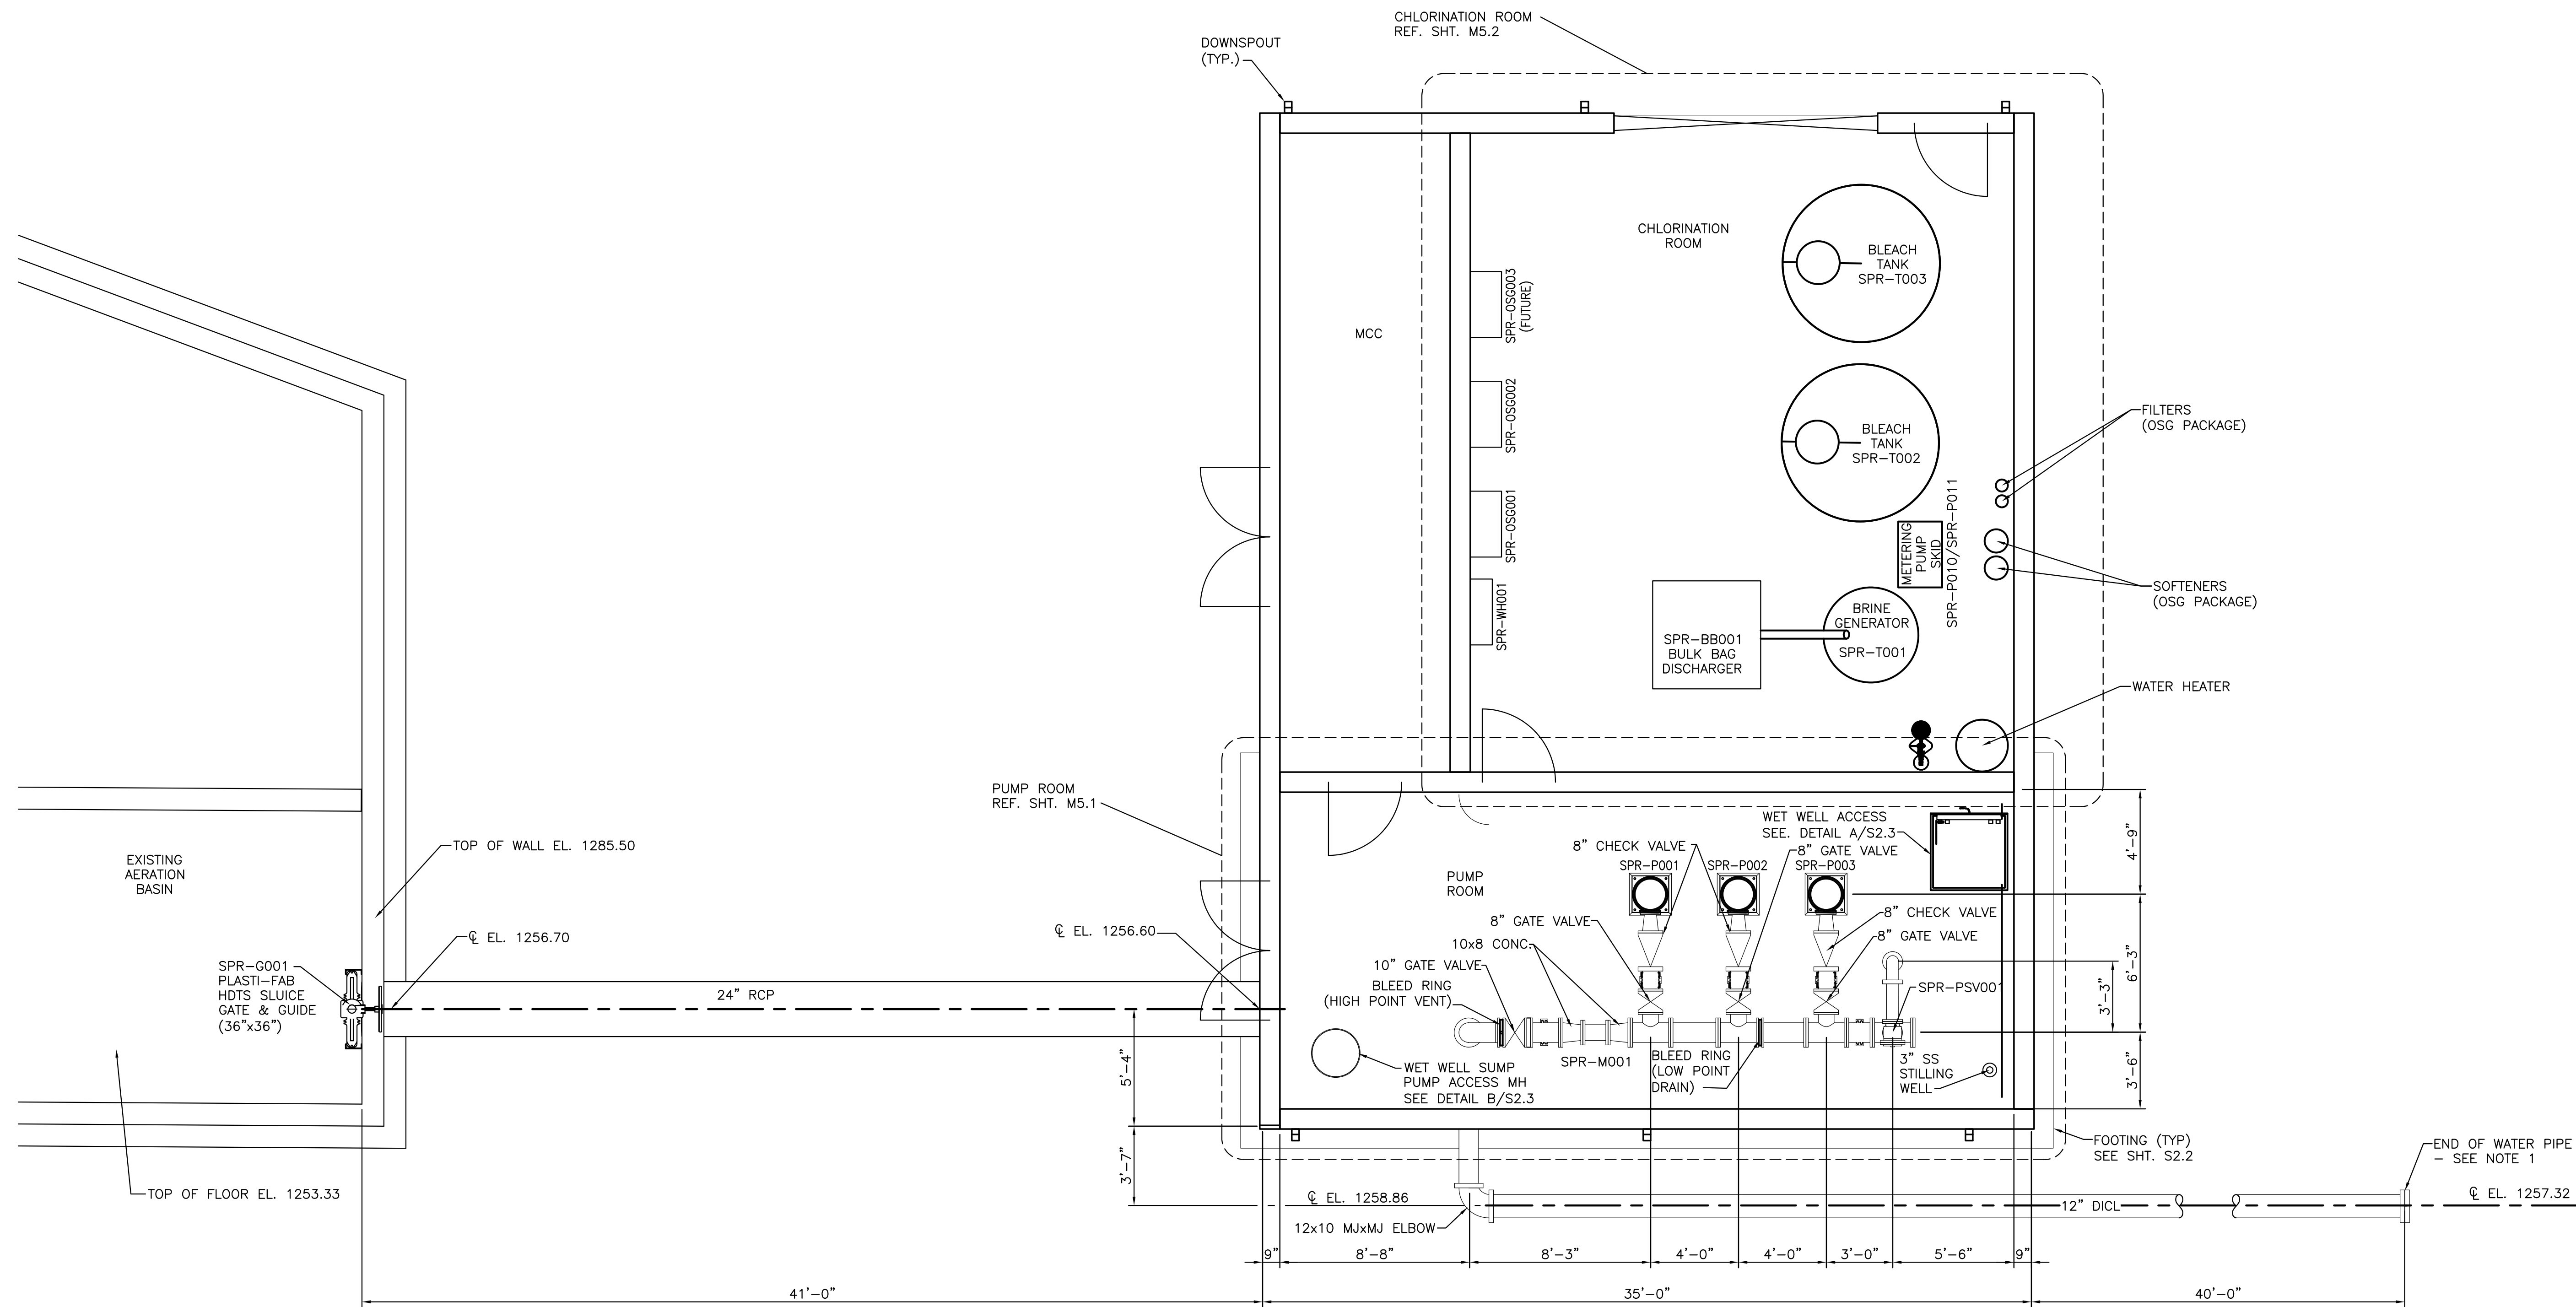 CHLORINATION ROOM
REF. SHT. M5.2
DOWNSPOUT
(TYP.)
CHLORINATION
ROOM
BLEACH
TANK
SPR-T003
SPR-OSG003
(FUTURE)
MCC
SPR-OSG002
BLEACH
TANK
SPR-T002
FILTERS
(OSG PACKAGE)
SPR-OSG001
METERING
PUMP
SKID
SPR-P010/SPR-P011
SOFTENERS
(OSG PACKAGE)
SPR-WH001
BRINE
GENERATOR
SPR-T001
SPR-BB001
BULK BAG
DISCHARGER
WATER HEATER
PUMP ROOM
REF. SHT. M5.1
WET WELL ACCESS
SEE. DETAIL A/S2.3
4'-9"
TOP OF WALL EL. 1285.50
EXISTING
AERATION
BASIN
8" CHECK VALVE
8" GATE VALVE
SPR-P001
SPR-P002
SPR-P003
PUMP
ROOM
8" GATE VALVE
8" CHECK VALVE
℄ EL. 1256.70
℄ EL. 1256.60
10x8 CONC.
8" GATE VALVE
6'-3"
SPR-G001
PLASTI-FAB
HDTS SLUICE
GATE & GUIDE
(36"x36")
10" GATE VALVE
BLEED RING
(HIGH POINT VENT)
24" RCP
SPR-PSV001
3'-3"
5'-4"
WET WELL SUMP
PUMP ACCESS MH
SEE DETAIL B/S2.3
SPR-M001
BLEED RING
(LOW POINT
DRAIN)
3" SS
STILLING
WELL
3'-6"
3'-7"
FOOTING (TYP)
SEE SHT. S2.2
END OF WATER PIPE
- SEE NOTE 1
TOP OF FLOOR EL. 1253.33
℄ EL. 1258.86
12x10 MJxMJ ELBOW
12" DICL
℄ EL. 1257.32
9"
8'-8"
8'-3"
4'-0"
4'-0"
3'-0"
5'-6"
9"
41'-0"
35'-0"
40'-0"